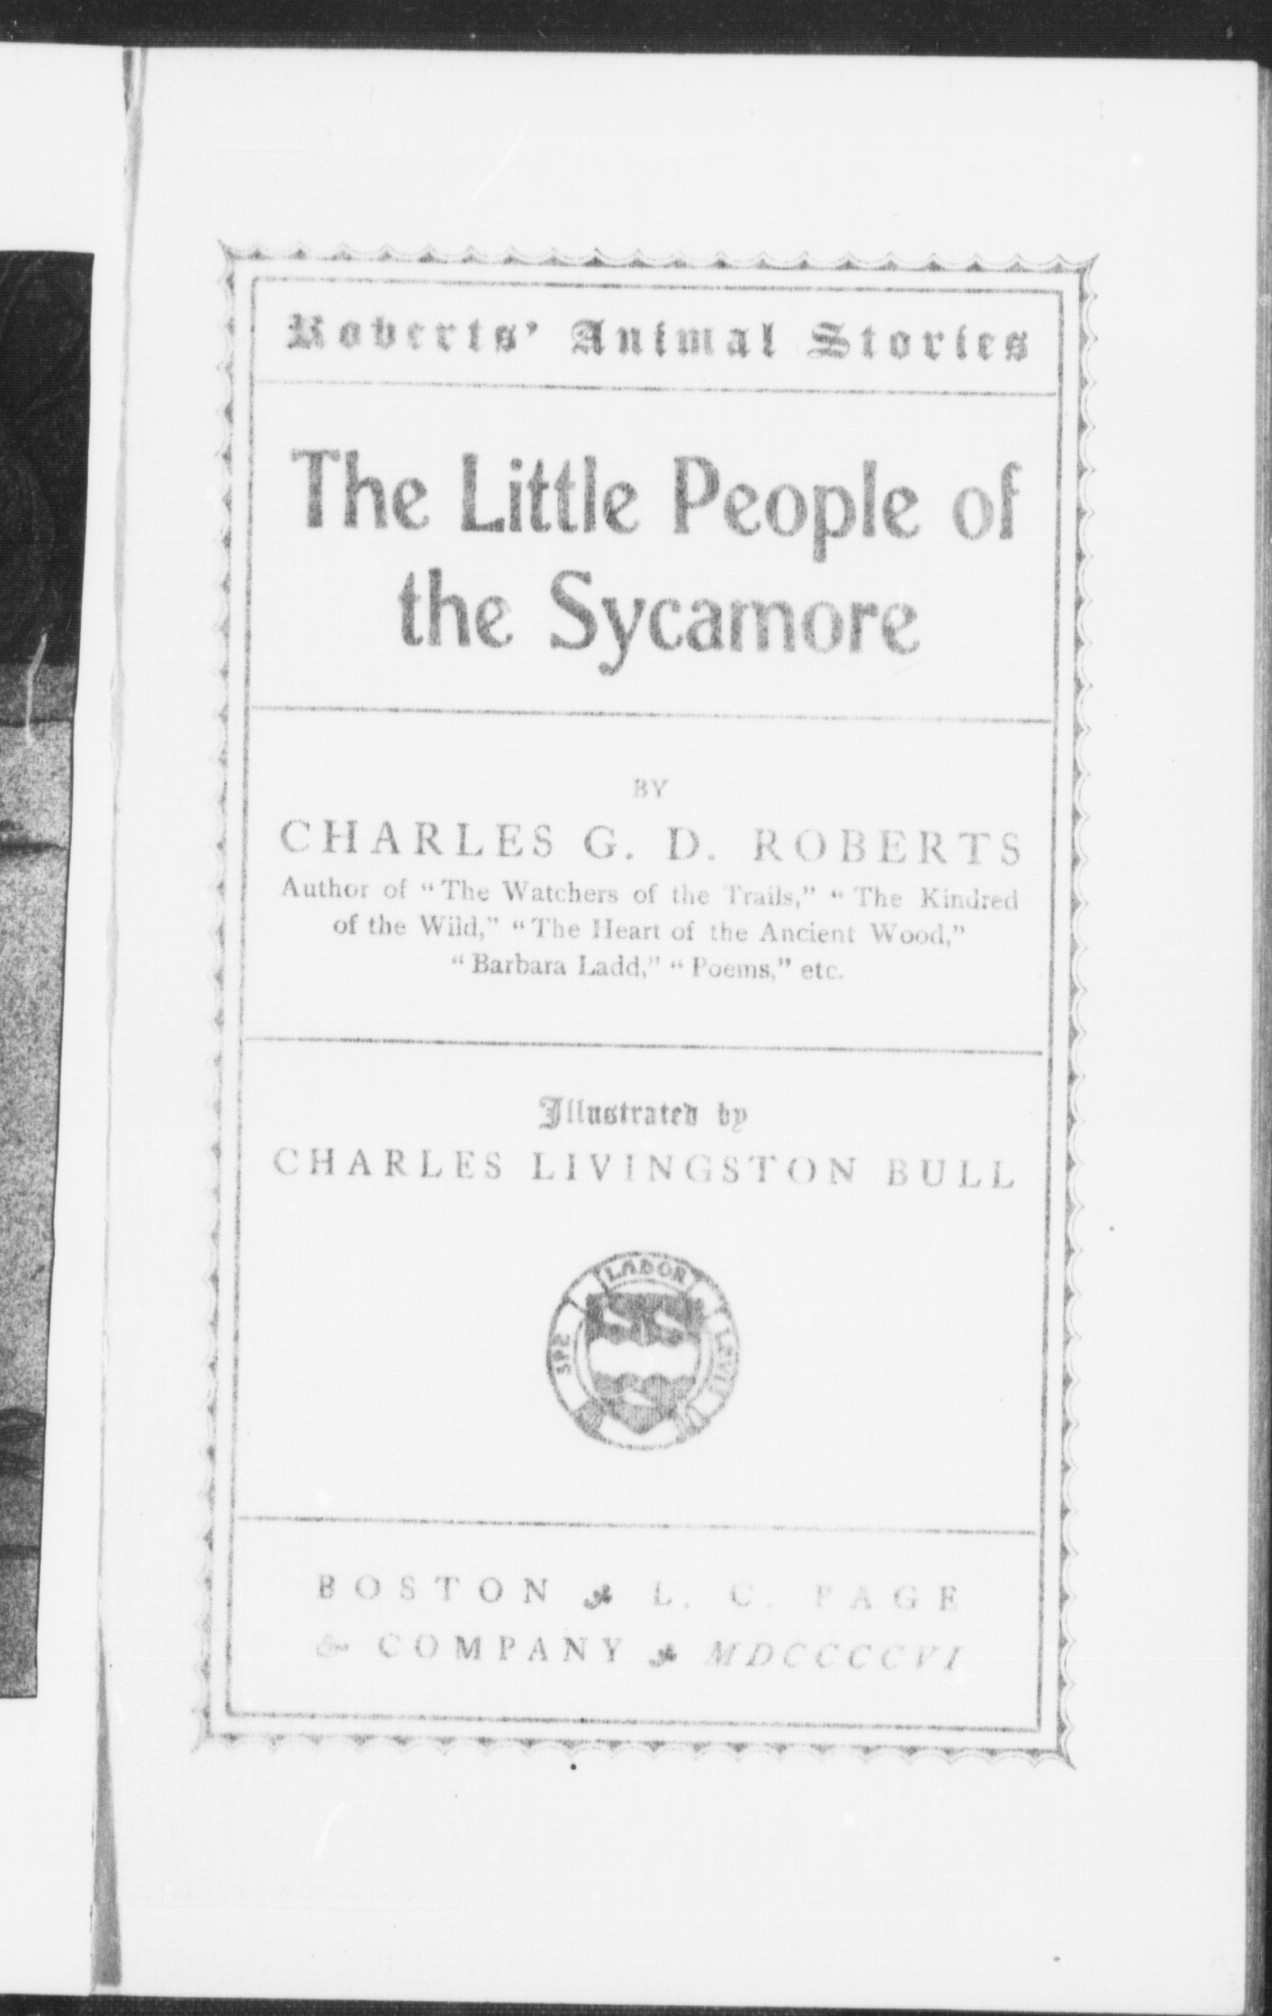 Roberts' Animal Stories
The Little People of
the Sycamore
BY
CHARLES G. D. ROBERTS
Author of “The Watchers of the Trails,” “The Kindred
of the Wild,” “The Heart of the Ancient Wood,”
“Barbara Ladd,” “Poems,” etc.
Illustrated by
CHARLES LIVINGSTON BULL
SPE
LABOR
LEVIS
BOSTON L. C. PAGE
& COMPANY MDCCCCVI